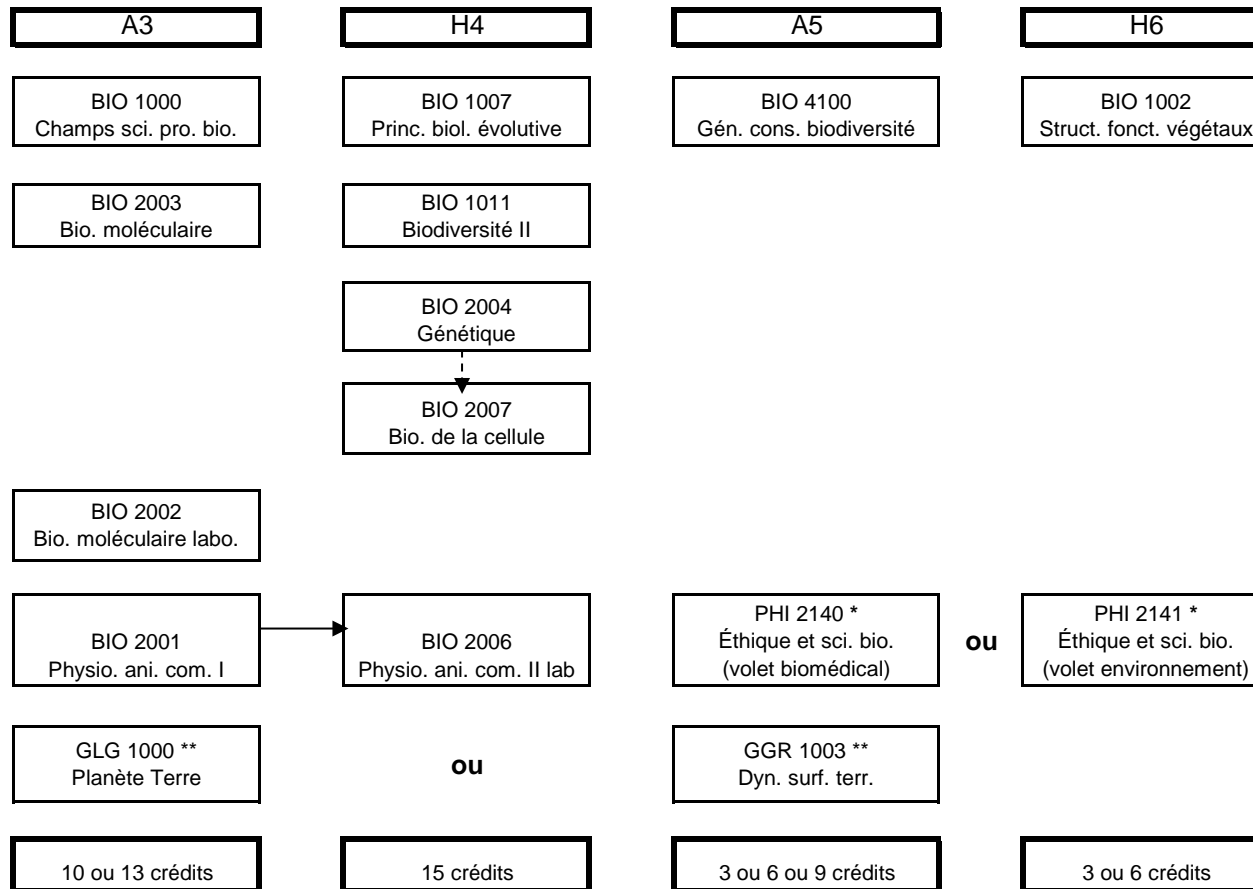 A3
H4
A5
H6
BIO 1000
Champs sci. pro. bio.
BIO 1007
Princ. biol. évolutive
BIO 4100
Gén. cons. biodiversité
BIO 1002
Struct. fonct. végétaux
BIO 2003
Bio. moléculaire
BIO 1011
Biodiversité II
BIO 2004
Génétique
BIO 2007
Bio. de la cellule
BIO 2002
Bio. moléculaire labo.
BIO 2001
Physio. ani. com. I
BIO 2006
Physio. ani. com. II lab
PHI 2140 *
Éthique et sci. bio.
(volet biomédical)
ou
PHI 2141 *
Éthique et sci. bio.
(volet environnement)
GLG 1000 **
Planète Terre
ou
GGR 1003 **
Dyn. surf. terr.
10 ou 13 crédits
15 crédits
3 ou 6 ou 9 crédits
3 ou 6 crédits